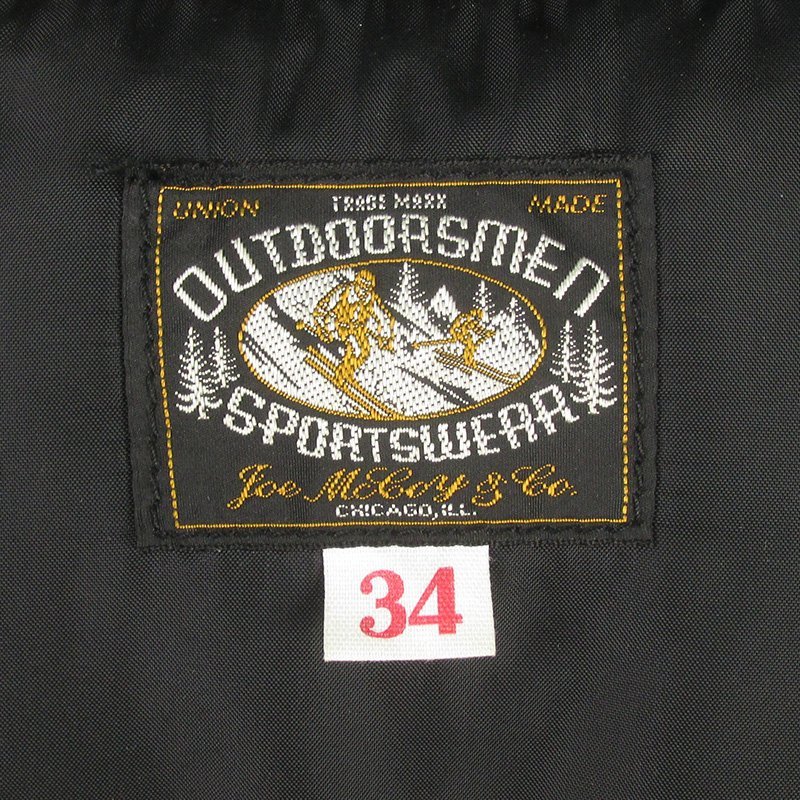 UNION TRADE MARK MADE
OUTDOORSMEN
SPORTSWEAR
Joe McCoy & Co.
CHICAGO, ILL.
34